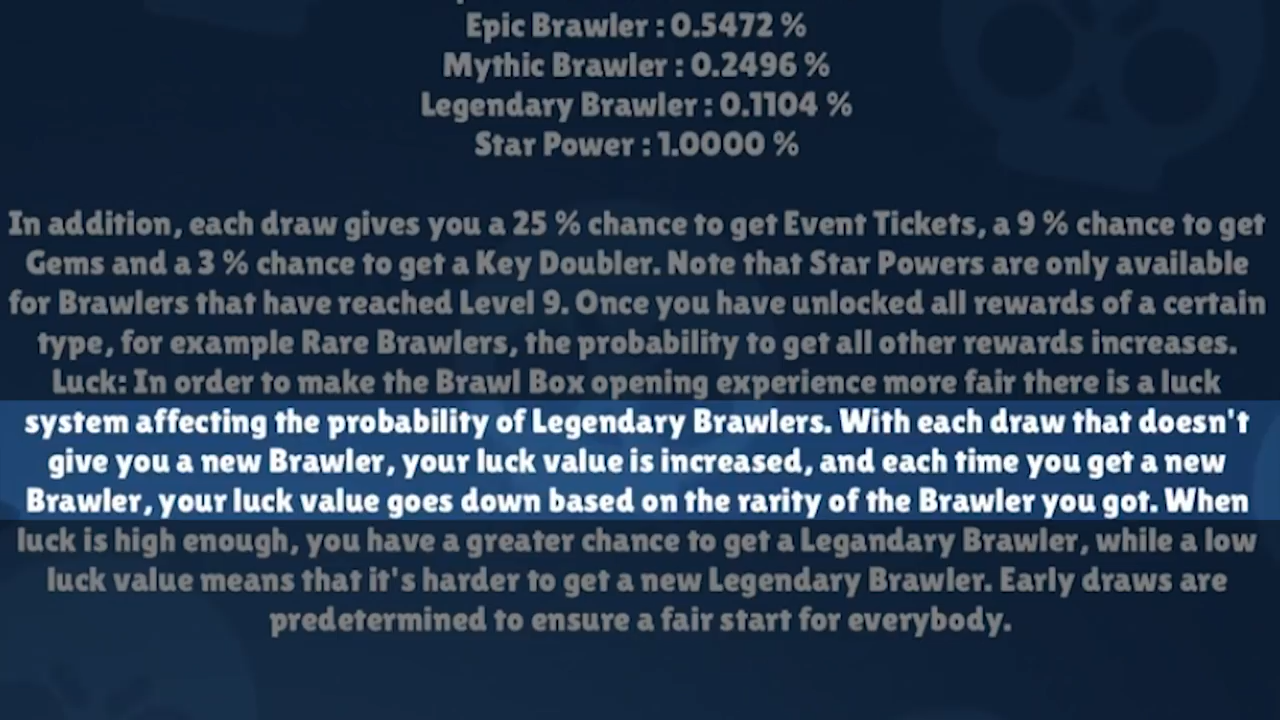 Epic Brawler : 0.5472 %
Mythic Brawler : 0.2496 %
Legendary Brawler : 0.1104 %
Star Power : 1.0000 %
In addition, each draw gives you a 25 % chance to get Event Tickets, a 9 % chance to get
Gems and a 3 % chance to get a Key Doubler. Note that Star Powers are only available
for Brawlers that have reached Level 9. Once you have unlocked all rewards of a certain
type, for example Rare Brawlers, the probability to get all other rewards increases.
Luck: In order to make the Brawl Box opening experience more fair there is a luck
system affecting the probability of Legendary Brawlers. With each draw that doesn't
give you a new Brawler, your luck value is increased, and each time you get a new
Brawler, your luck value goes down based on the rarity of the Brawler you got. When
luck is high enough, you have a greater chance to get a Legandary Brawler, while a low
luck value means that it's harder to get a new Legendary Brawler. Early draws are
predetermined to ensure a fair start for everybody.